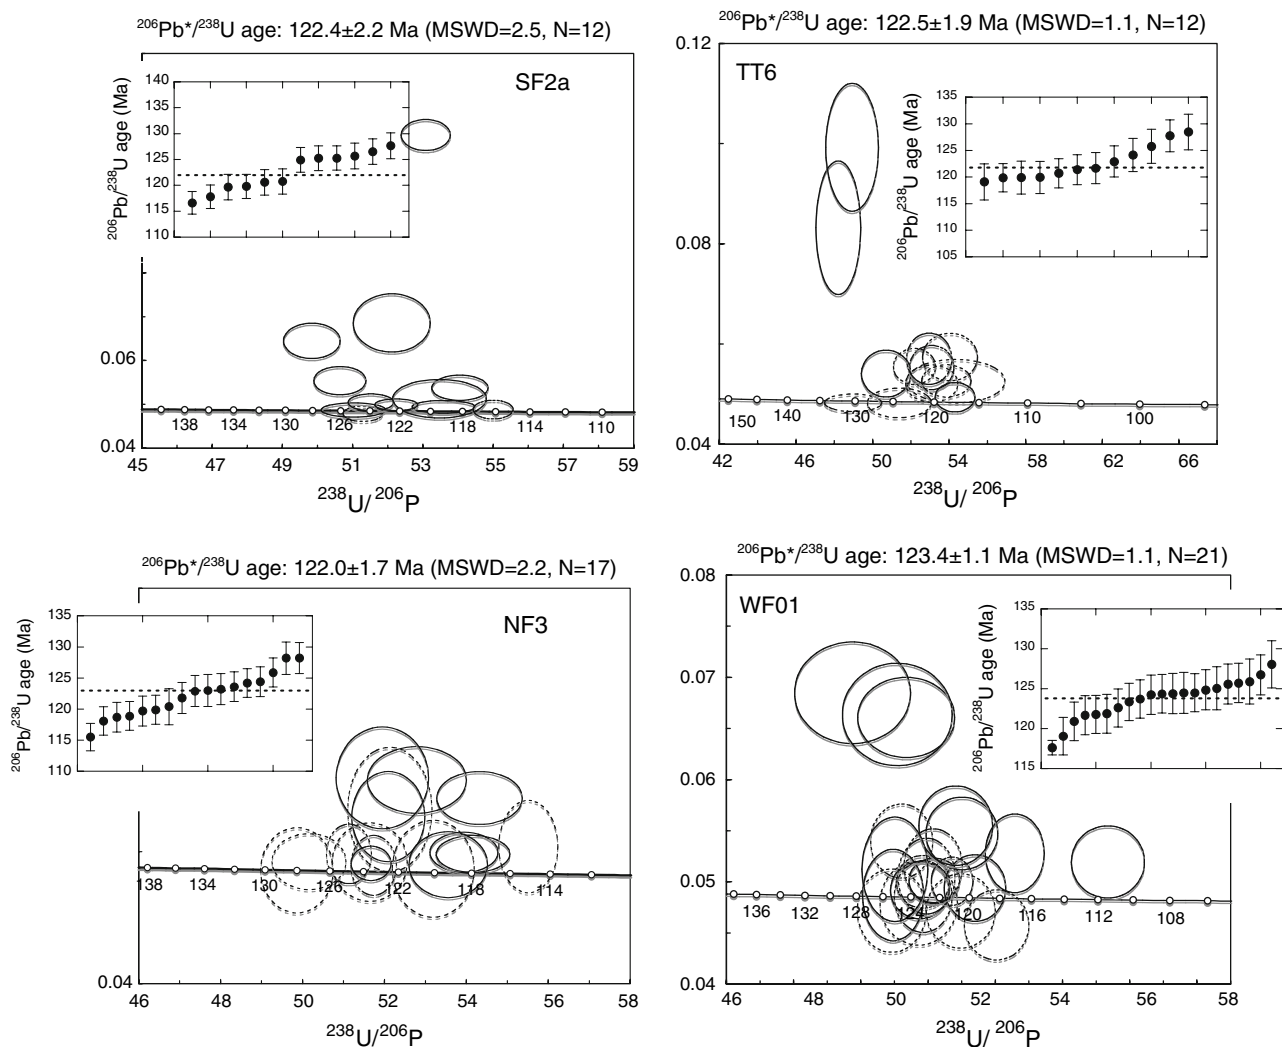 206Pb*/238U age: 122.4±2.2 Ma (MSWD=2.5, N=12)
SF2a
206Pb/238U age (Ma)
140
135
130
125
120
115
110
0.06
0.04
138 134 130 126 122 118 114 110
45 47 49 51 53 55 57 59
238U/ 206P
206Pb*/238U age: 122.5±1.9 Ma (MSWD=1.1, N=12)
0.12
TT6
206Pb/238U age (Ma)
135
130
125
120
115
110
105
0.08
0.04
150 140 130 120 110 100
42 46 50 54 58 62 66
238U/ 206P
206Pb*/238U age: 122.0±1.7 Ma (MSWD=2.2, N=17)
NF3
206Pb/238U age (Ma)
135
130
125
120
115
110
138 134 130 126 122 118 114
0.04
46 48 50 52 54 56 58
238U/206P
206Pb*/238U age: 123.4±1.1 Ma (MSWD=1.1, N=21)
0.08
WF01
206Pb/238U age (Ma)
135
130
125
120
115
0.07
0.06
0.05
0.04
136 132 128 124 120 116 112 108
46 48 50 52 54 56 58
238U/ 206P